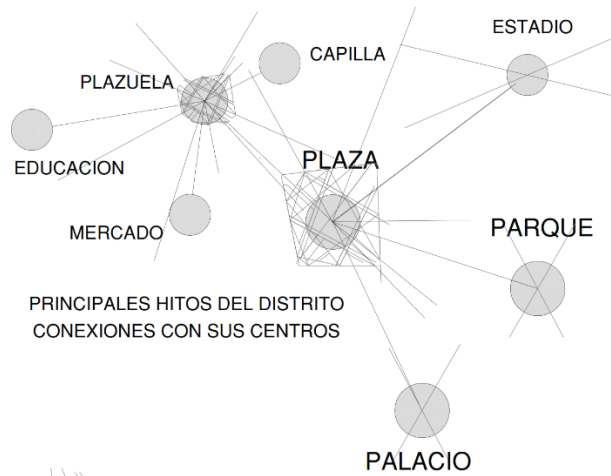 ESTADIO
CAPILLA
PLAZUELA
PLAZA
EDUCACION
PARQUE
MERCADO
PRINCIPALES HITOS DEL DISTRITO
CONEXIONES CON SUS CENTROS
PALACIO